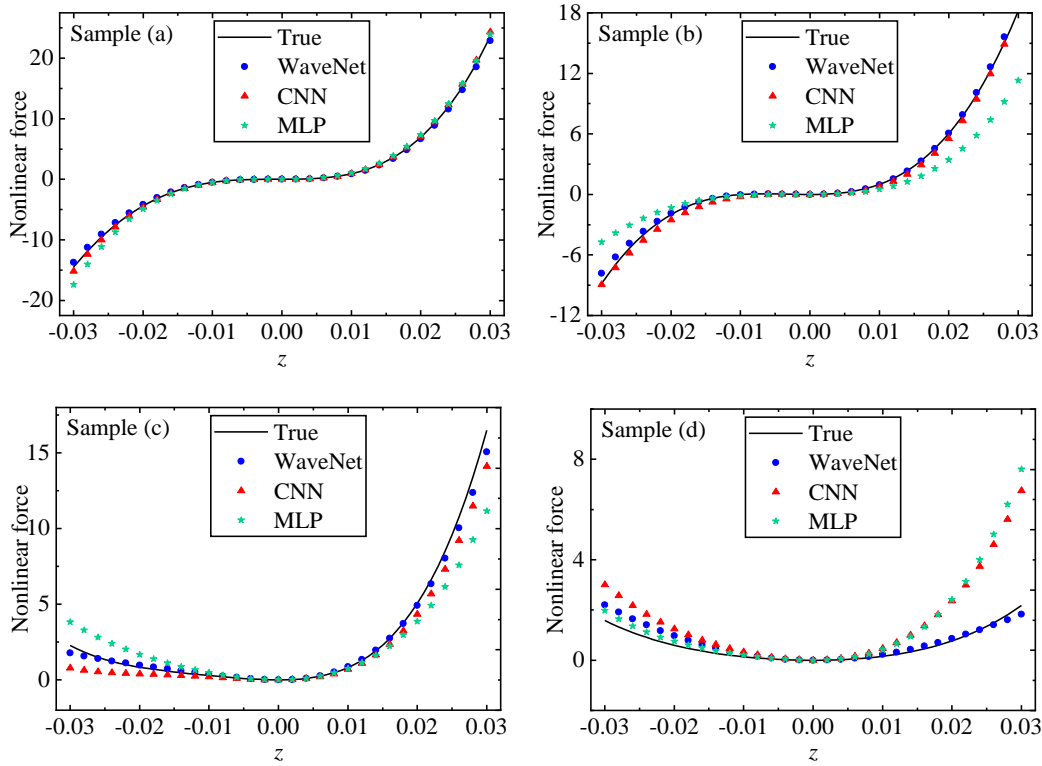 Sample (a)
True
WaveNet
CNN
MLP
Nonlinear force
20
10
0
-10
-20
-0.03 -0.02 -0.01 0.00 0.01 0.02 0.03
z
Sample (b)
True
WaveNet
CNN
MLP
Nonlinear force
18
12
6
0
-6
-12
-0.03 -0.02 -0.01 0.00 0.01 0.02 0.03
z
Sample (c)
True
WaveNet
CNN
MLP
Nonlinear force
15
10
5
0
-0.03 -0.02 -0.01 0.00 0.01 0.02 0.03
z
Sample (d)
True
WaveNet
CNN
MLP
Nonlinear force
8
4
0
-0.03 -0.02 -0.01 0.00 0.01 0.02 0.03
z